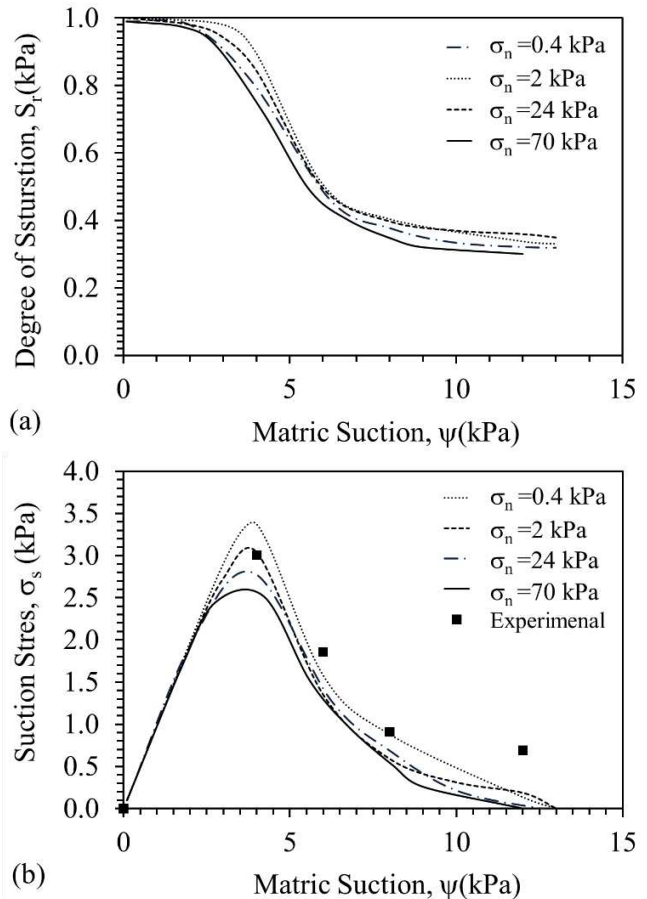 1.0
0.8
0.6
0.4
0.2
0.0
Degree of Ssturstion, Sr(kPa)
σn =0.4 kPa
σn =2 kPa
σn =24 kPa
σn =70 kPa
0 5 10 15
Matric Suction, ψ(kPa)
(a)
4.0
3.5
3.0
2.5
2.0
1.5
1.0
0.5
0.0
Suction Stres, σs (kPa)
σn =0.4 kPa
σn =2 kPa
σn =24 kPa
σn =70 kPa
Experimenal
0 5 10 15
Matric Suction, ψ(kPa)
(b)